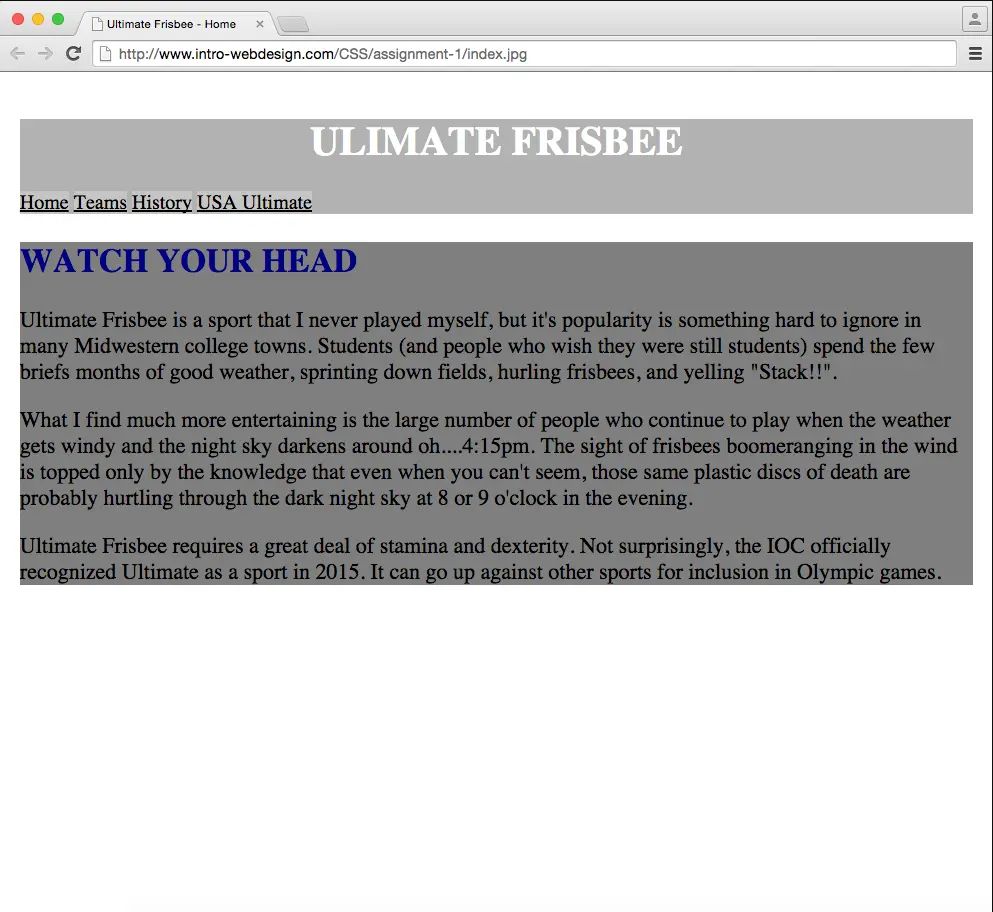 Ultimate Frisbee - Home
http://www.intro-webdesign.com/CSS/assignment-1/index.jpg
ULIMATE FRISBEE
Home Teams History USA Ultimate
WATCH YOUR HEAD
Ultimate Frisbee is a sport that I never played myself, but it's popularity is something hard to ignore in
many Midwestern college towns. Students (and people who wish they were still students) spend the few
briefs months of good weather, sprinting down fields, hurling frisbees, and yelling "Stack!!".
What I find much more entertaining is the large number of people who continue to play when the weather
gets windy and the night sky darkens around oh....4:15pm. The sight of frisbees boomeranging in the wind
is topped only by the knowledge that even when you can't seem, those same plastic discs of death are
probably hurtling through the dark night sky at 8 or 9 o'clock in the evening.
Ultimate Frisbee requires a great deal of stamina and dexterity. Not surprisingly, the IOC officially
recognized Ultimate as a sport in 2015. It can go up against other sports for inclusion in Olympic games.